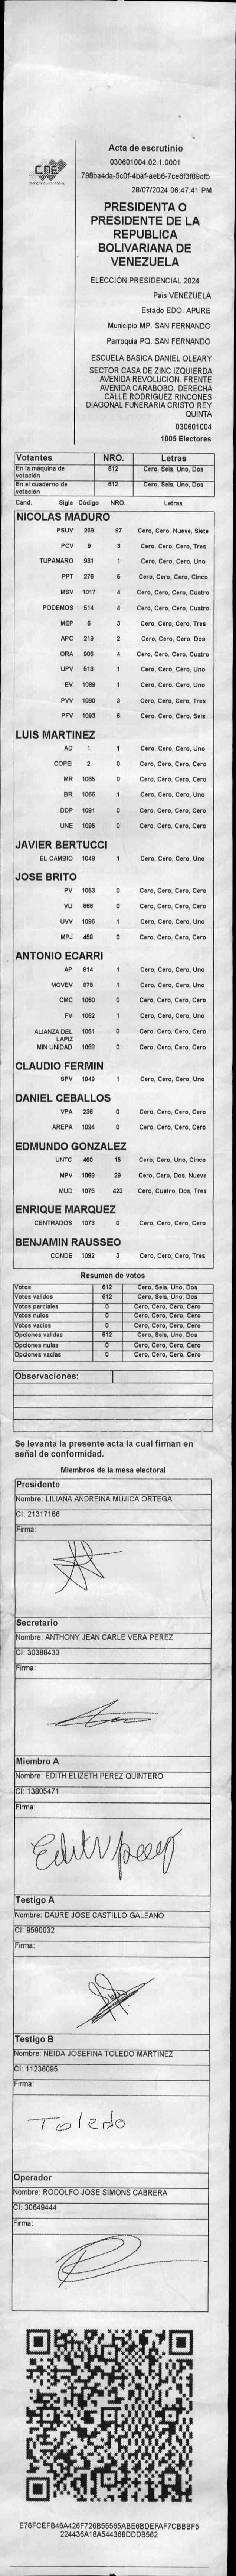 CNE
Acta de escrutinio
030601004.02.1.0001
798ba4da-5c0f-4baf-aeb6-7ce6f3f89df5
28/07/2024 06:47:41 PM
PRESIDENTA O
PRESIDENTE DE LA
REPUBLICA
BOLIVARIANA DE
VENEZUELA
ELECCIÓN PRESIDENCIAL 2024
Pais VENEZUELA
Estado EDO. APURE
Municipio MP. SAN FERNANDO
Parroquia PQ. SAN FERNANDO
ESCUELA BASICA DANIEL OLEARY
SECTOR CASA DE ZINC IZQUIERDA
AVENIDA REVOLUCION. FRENTE
AVENIDA CARABOBO. DERECHA
CALLE RODRIGUEZ RINCONES
DIAGONAL FUNERARIA CRISTO REY
QUINTA
030601004
1005 Electores
Votantes NRO. Letras
En la máquina de votación 612 Cero, Seis, Uno, Dos
En el cuaderno de votación 612 Cero, Seis, Uno, Dos
Cand. Sigla Código NRO. Letras
NICOLAS MADURO
PSUV 269 97 Cero, Cero, Nueve, Siete
PCV 9 3 Cero, Cero, Cero, Tres
TUPAMARO 931 1 Cero, Cero, Cero, Uno
PPT 276 5 Cero, Cero, Cero, Cinco
MSV 1017 4 Cero, Cero, Cero, Cuatro
PODEMOS 514 4 Cero, Cero, Cero, Cuatro
MEP 6 3 Cero, Cero, Cero, Tres
APC 219 2 Cero, Cero, Cero, Dos
ORA 906 4 Cero, Cero, Cero, Cuatro
UPV 513 1 Cero, Cero, Cero, Uno
EV 1089 1 Cero, Cero, Cero, Uno
PVV 1090 3 Cero, Cero, Cero, Tres
PFV 1093 6 Cero, Cero, Cero, Seis
LUIS MARTINEZ
AD 1 1 Cero, Cero, Cero, Uno
COPEI 2 0 Cero, Cero, Cero, Cero
MR 1065 0 Cero, Cero, Cero, Cero
BR 1066 1 Cero, Cero, Cero, Uno
DDP 1091 0 Cero, Cero, Cero, Cero
UNE 1095 0 Cero, Cero, Cero, Cero
JAVIER BERTUCCI
EL CAMBIO 1048 1 Cero, Cero, Cero, Uno
JOSE BRITO
PV 1053 0 Cero, Cero, Cero, Cero
VU 968 0 Cero, Cero, Cero, Cero
UVV 1096 1 Cero, Cero, Cero, Uno
MPJ 458 0 Cero, Cero, Cero, Cero
ANTONIO ECARRI
AP 914 1 Cero, Cero, Cero, Uno
MOVEV 978 1 Cero, Cero, Cero, Uno
CMC 1050 0 Cero, Cero, Cero, Cero
FV 1062 1 Cero, Cero, Cero, Uno
ALIANZA DEL LAPIZ 1051 0 Cero, Cero, Cero, Cero
MIN UNIDAD 1069 0 Cero, Cero, Cero, Cero
CLAUDIO FERMIN
SPV 1049 1 Cero, Cero, Cero, Uno
DANIEL CEBALLOS
VPA 236 0 Cero, Cero, Cero, Cero
AREPA 1094 0 Cero, Cero, Cero, Cero
EDMUNDO GONZALEZ
UNTC 460 15 Cero, Cero, Uno, Cinco
MPV 1069 29 Cero, Cero, Dos, Nueve
MUD 1075 423 Cero, Cuatro, Dos, Tres
ENRIQUE MARQUEZ
CENTRADOS 1073 0 Cero, Cero, Cero, Cero
BENJAMIN RAUSSEO
CONDE 1092 3 Cero, Cero, Cero, Tres
Resumen de votos
Votos 612 Cero, Seis, Uno, Dos
Votos validos 612 Cero, Seis, Uno, Dos
Votos parciales 0 Cero, Cero, Cero, Cero
Votos nulos 0 Cero, Cero, Cero, Cero
Votos vacios 0 Cero, Cero, Cero, Cero
Opciones validas 612 Cero, Seis, Uno, Dos
Opciones nulas 0 Cero, Cero, Cero, Cero
Opciones vacias 0 Cero, Cero, Cero, Cero
Observaciones:
Se levanta la presente acta la cual firman en
señal de conformidad.
Miembros de la mesa electoral
Presidente
Nombre: LILIANA ANDREINA MUJICA ORTEGA
CI: 21317186
Firma:
Secretario
Nombre: ANTHONY JEAN CARLE VERA PEREZ
CI: 30388433
Firma:
Miembro A
Nombre: EDITH ELIZETH PEREZ QUINTERO
CI: 13805471
Firma:
Edith perez
Testigo A
Nombre: DAURE JOSE CASTILLO GALEANO
CI: 9590032
Firma:
Testigo B
Nombre: NEIDA JOSEFINA TOLEDO MARTINEZ
CI: 11236095
Firma:
Toledo
Operador
Nombre: RODOLFO JOSE SIMONS CABRERA
CI: 30649444
Firma:
E76FCEFB46A426F726B55565ABE6BDEFAF7CBBBF5
224436A18A544368DDDB562